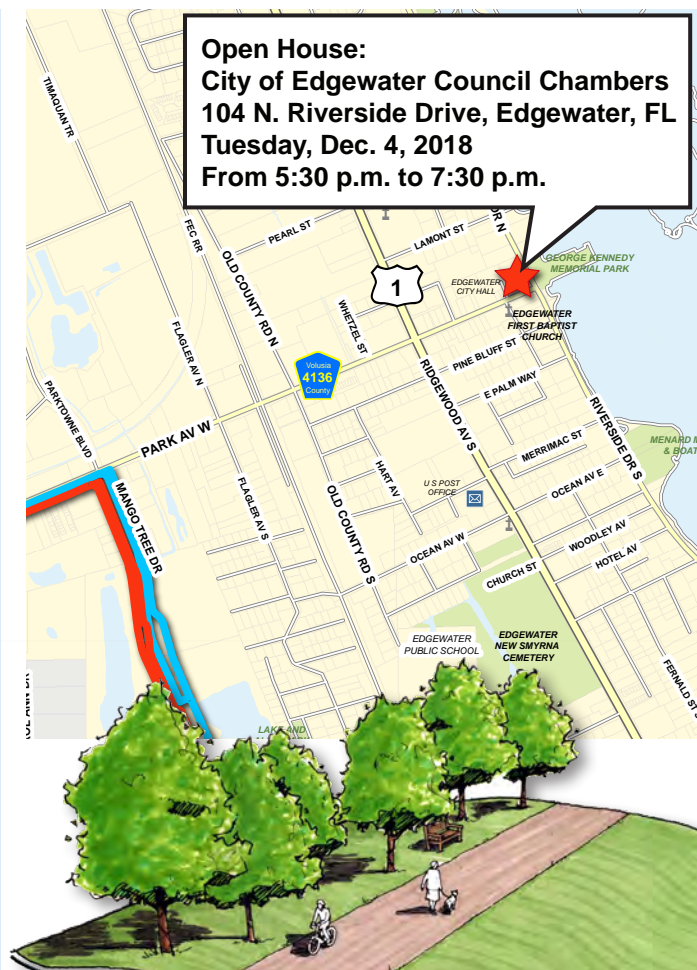 Open House:
City of Edgewater Council Chambers
104 N. Riverside Drive, Edgewater, FL
Tuesday, Dec. 4, 2018
From 5:30 p.m. to 7:30 p.m.
TIMAQUAN TR
FEC RR
PEARL ST
OLD COUNTY RD N
LAMONT ST
DR N
GEORGE KENNEDY
MEMORIAL PARK
1
EDGEWATER
CITY HALL
EDGEWATER
FIRST BAPTIST
CHURCH
WHETZEL ST
FLAGLER AV N
Volusia
4136
County
PINE BLUFF ST
E PALM WAY
RIDGEWOOD AV S
RIVERSIDE DR S
PARKTOWNE BLVD
PARK AV W
MERRIMAC ST
MENARD M
& BOAT
MANGO TREE DR
FLAGLER AV S
HART AV
U S POST
OFFICE
OCEAN AV E
OLD COUNTY RD S
OCEAN AV W
WOODLEY AV
HOTEL AV
CHURCH ST
EDGEWATER
PUBLIC SCHOOL
EDGEWATER
NEW SMYRNA
CEMETERY
FERNALD ST